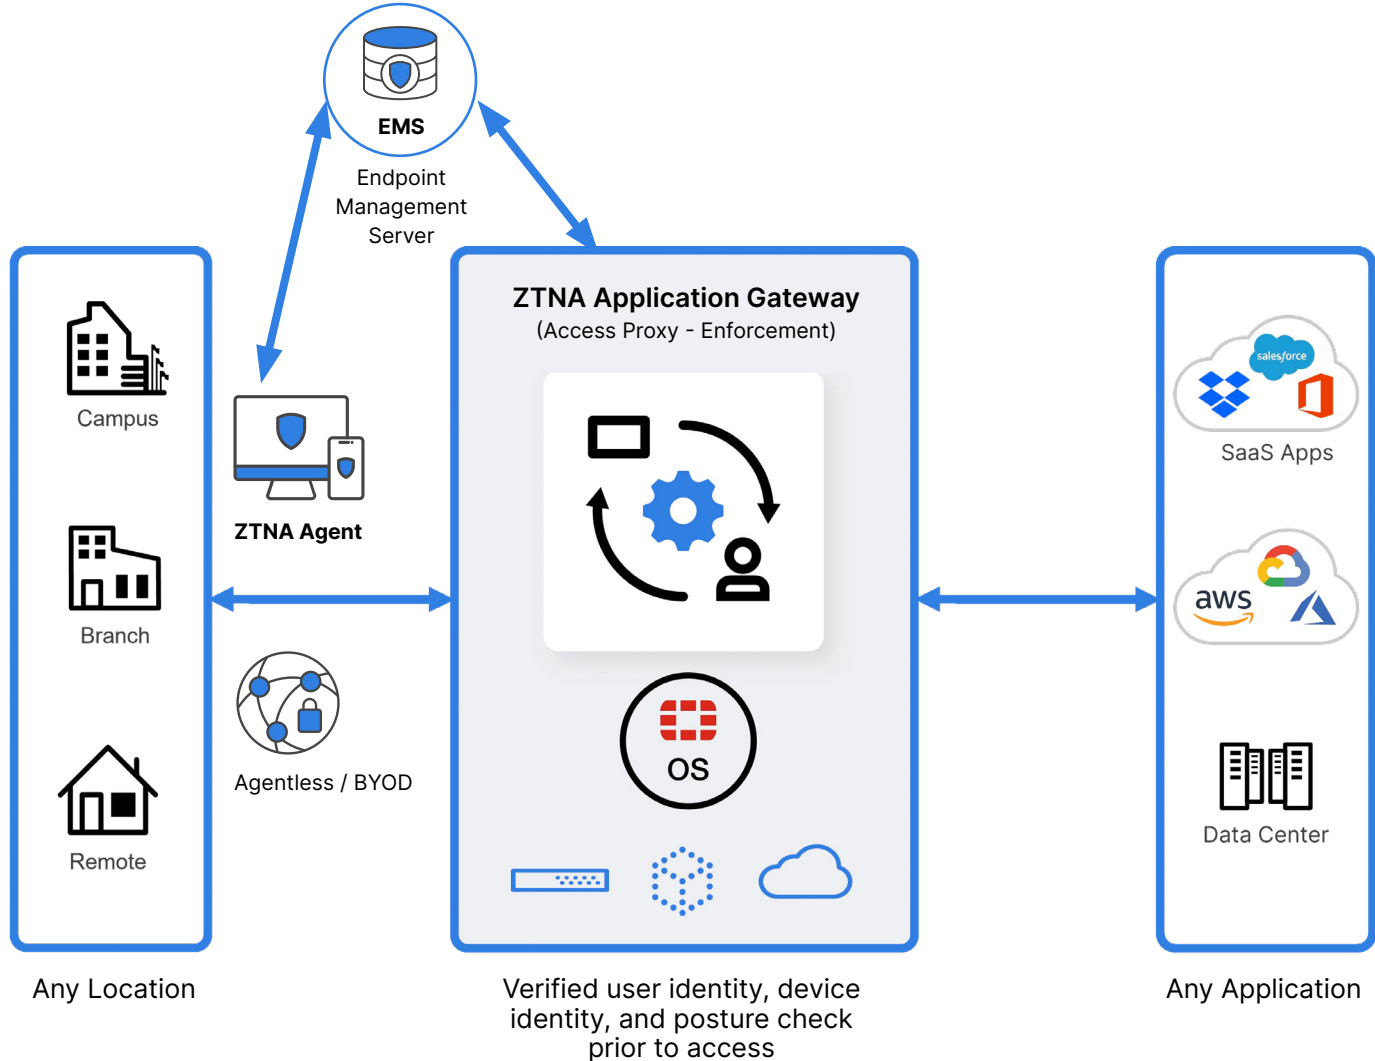 EMS
Endpoint
Management
Server
Campus
Branch
Remote
Any Location
ZTNA Agent
Agentless / BYOD
ZTNA Application Gateway
(Access Proxy - Enforcement)
OS
Verified user identity, device
identity, and posture check
prior to access
salesforce
SaaS Apps
aws
Data Center
Any Application